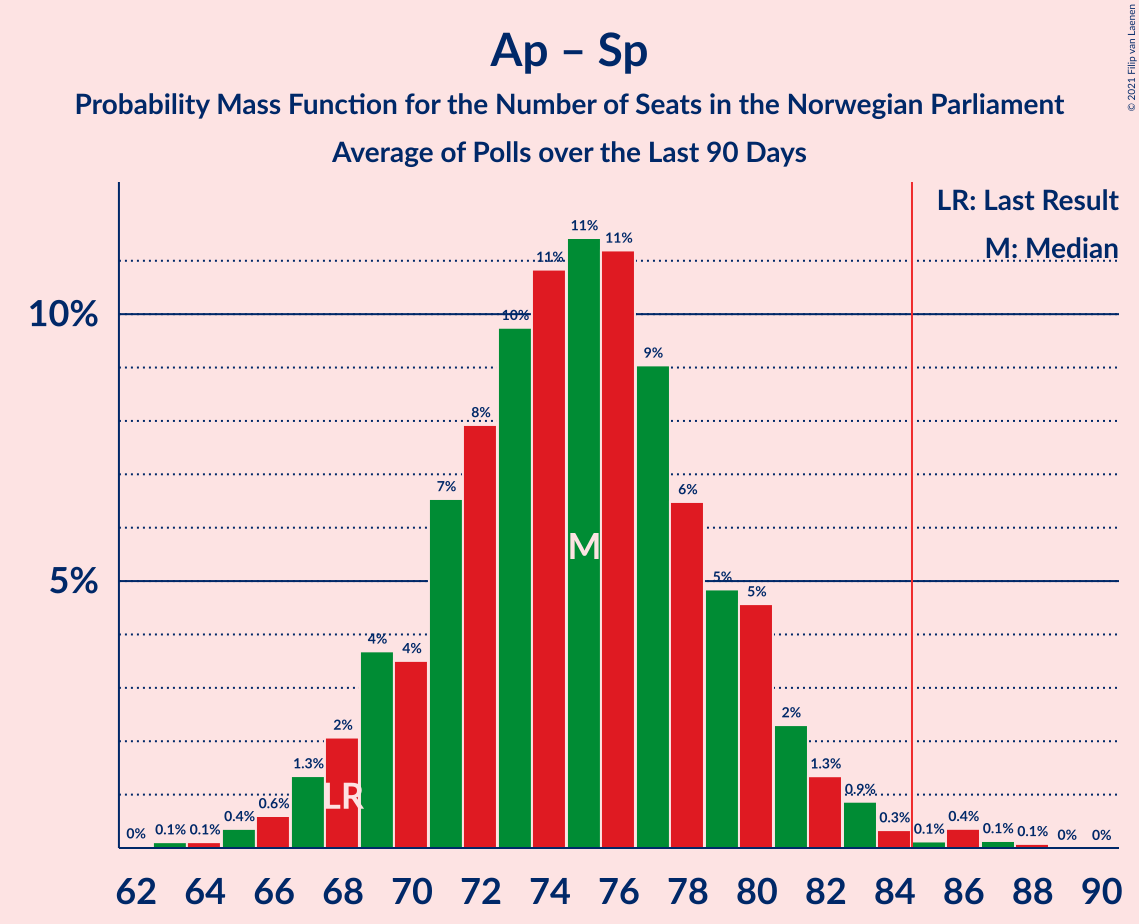 Ap – Sp
Probability Mass Function for the Number of Seats in the Norwegian Parliament
Average of Polls over the Last 90 Days
© 2021 Filip van Laenen
LR: Last Result
M: Median
10%
5%
0% 0.1% 0.1% 0.4% 0.6% 1.3% 2% 4% 4% 7% 8% 10% 11% 11% 11% 9% 6% 5% 5% 2% 1.3% 0.9% 0.3% 0.1% 0.4% 0.1% 0.1% 0% 0%
M
LR
62 64 66 68 70 72 74 76 78 80 82 84 86 88 90